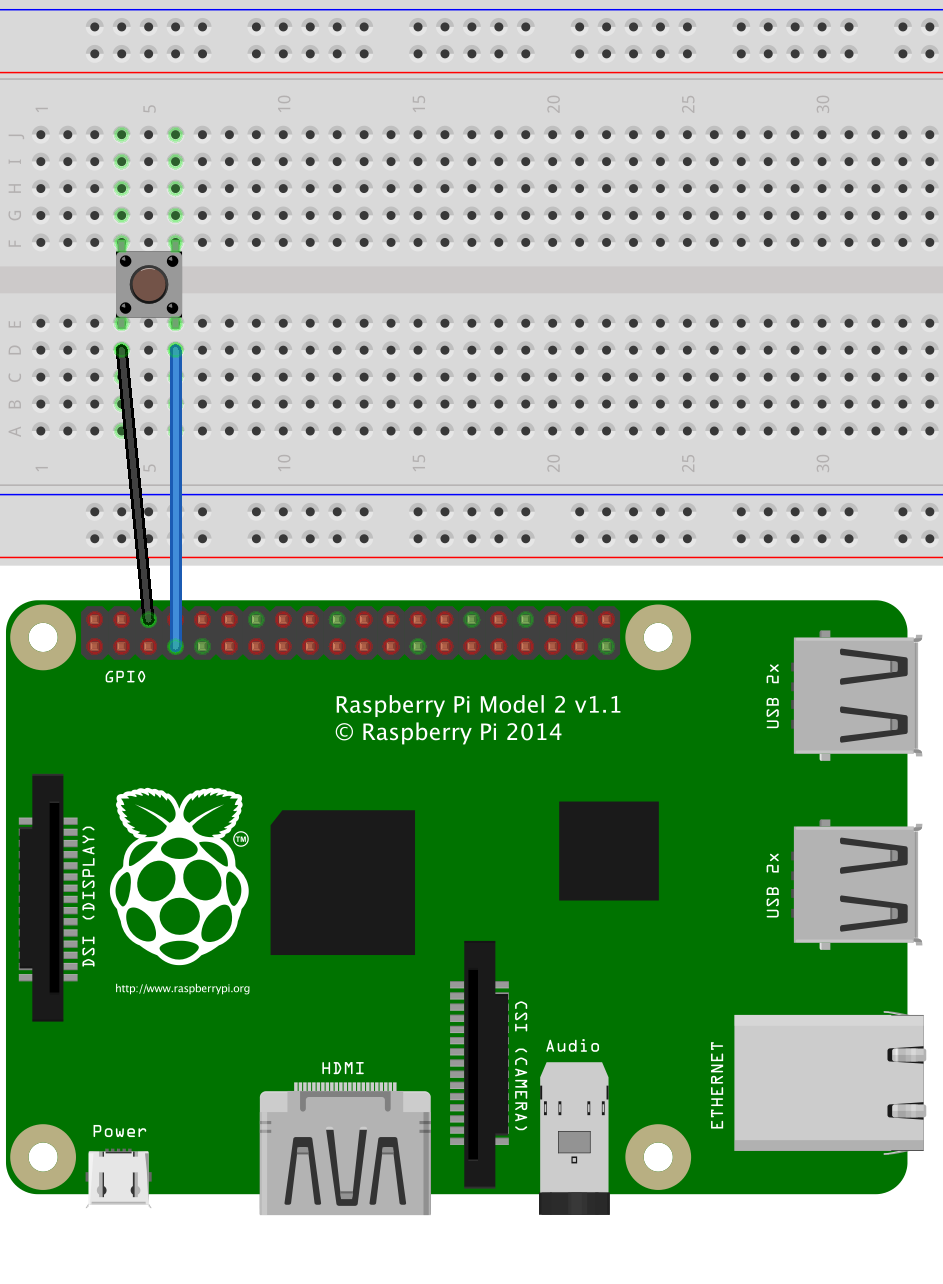 1 5 10 15 20 25 30
J
I
H
G
F
E
D
C
B
A
1 5 10 15 20 25 30
GPIO
Raspberry Pi Model 2 v1.1
© Raspberry Pi 2014
USB 2x
TM
DSI (DISPLAY)
USB 2x
http://www.raspberrypi.org
CSI (CAMERA)
Audio
ETHERNET
HDMI
Power